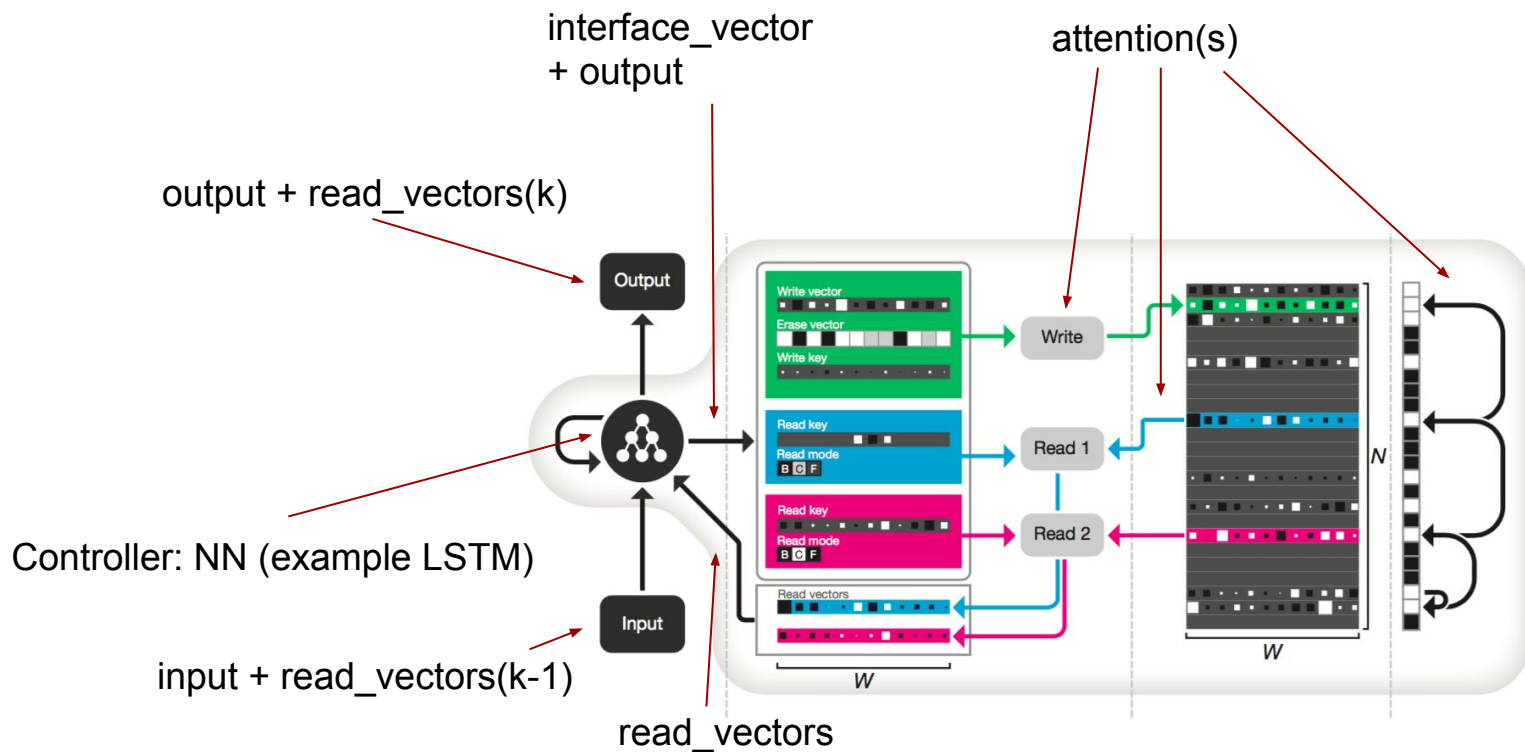 interface_vector
+ output
attention(s)
output + read_vectors(k)
Output
Write vector
Erase vector
Write key
Write
Read key
Read mode
B C F
Read 1
N
Read key
Read mode
B C F
Read 2
Controller: NN (example LSTM)
Read vectors
Input
W
W
input + read_vectors(k-1)
read_vectors